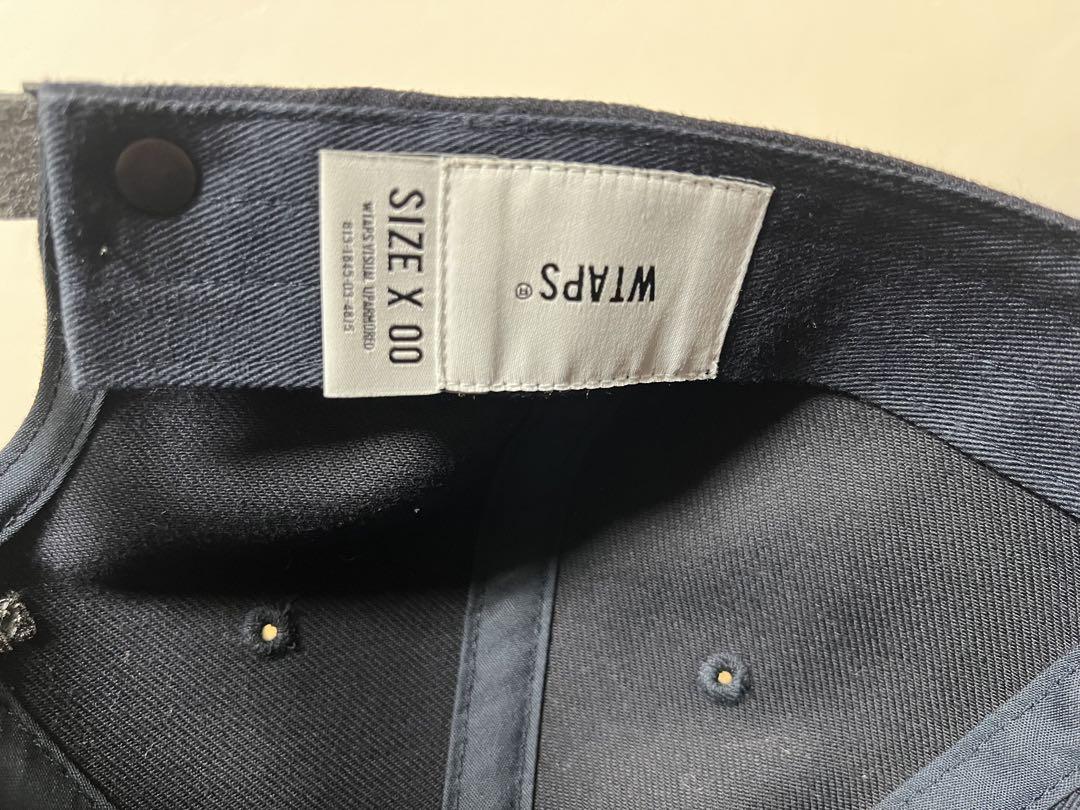 WTAPS®
SIZE X 00
WTAPS VISUAL UPARMORED